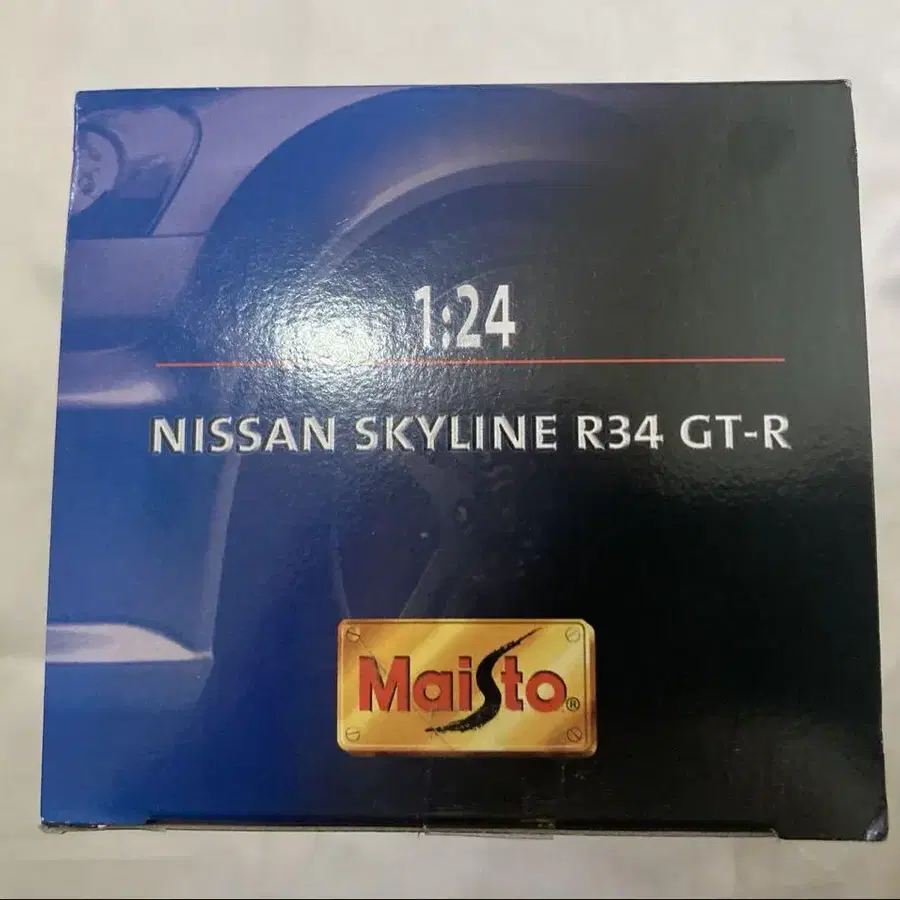 1:24
NISSAN SKYLINE R34 GT-R
Maisto®